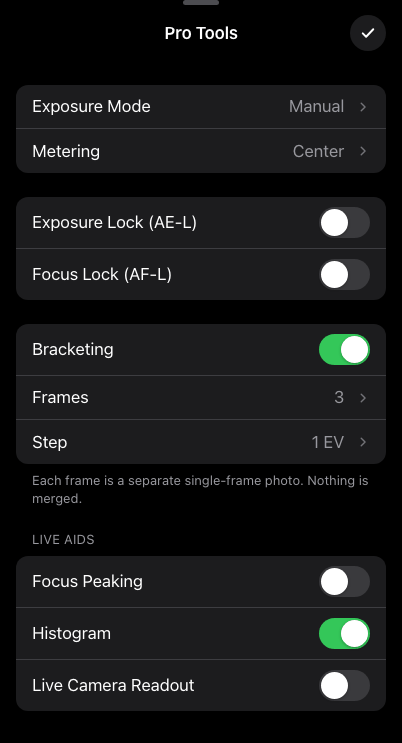 Pro Tools
Exposure Mode Manual
Metering Center
Exposure Lock (AE-L)
Focus Lock (AF-L)
Bracketing
Frames 3
Step 1 EV
Each frame is a separate single-frame photo. Nothing is
merged.
LIVE AIDS
Focus Peaking
Histogram
Live Camera Readout